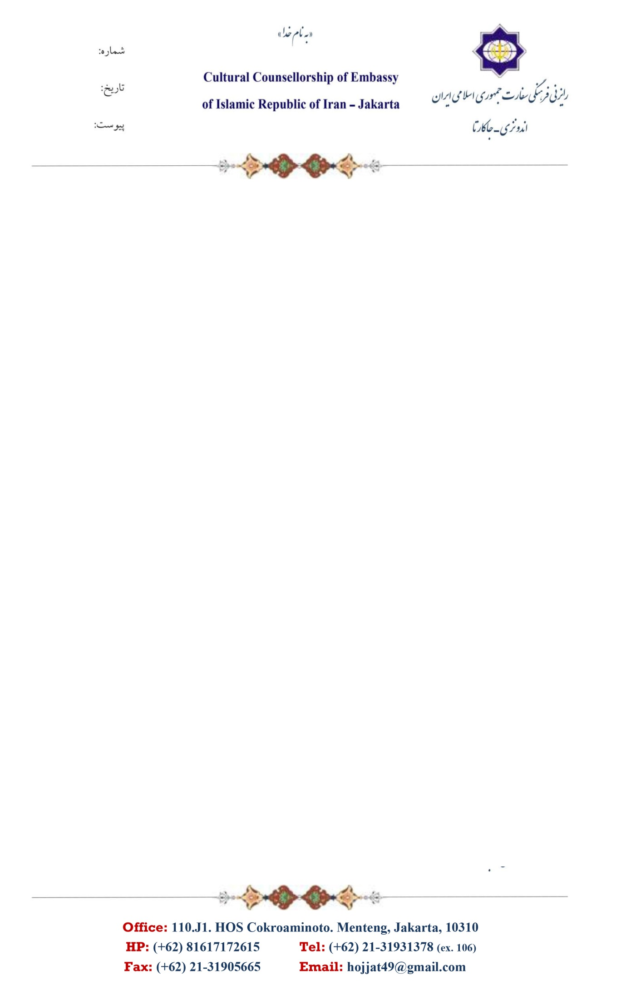 «به نام خدا»
شماره:
تاریخ:
پیوست:
Cultural Counsellorship of Embassy
of Islamic Republic of Iran – Jakarta
رایزنی فرهنگی سفارت جمهوری اسلامی ایران
اندونزی - جاکارتا
Office: 110.J1. HOS Cokroaminoto. Menteng, Jakarta, 10310
HP: (+62) 81617172615 Tel: (+62) 21-31931378 (ex. 106)
Fax: (+62) 21-31905665 Email: hojjat49@gmail.com